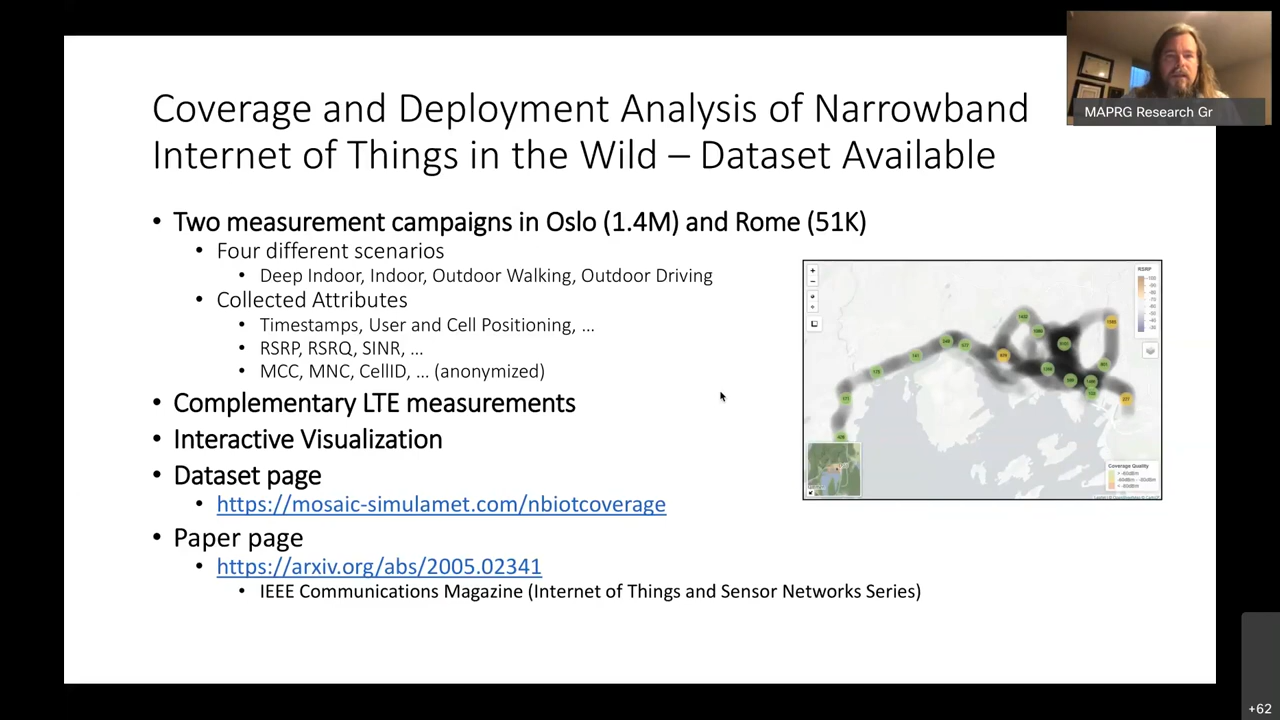 MAPRG Research Gr
Coverage and Deployment Analysis of Narrowband
Internet of Things in the Wild – Dataset Available
• Two measurement campaigns in Oslo (1.4M) and Rome (51K)
• Four different scenarios
• Deep Indoor, Indoor, Outdoor Walking, Outdoor Driving
• Collected Attributes
• Timestamps, User and Cell Positioning, ...
• RSRP, RSRQ, SINR, ...
• MCC, MNC, CellID, ... (anonymized)
• Complementary LTE measurements
• Interactive Visualization
• Dataset page
• https://mosaic-simulamet.com/nbiotcoverage
• Paper page
• https://arxiv.org/abs/2005.02341
• IEEE Communications Magazine (Internet of Things and Sensor Networks Series)
RSRP
Coverage Quality
+62